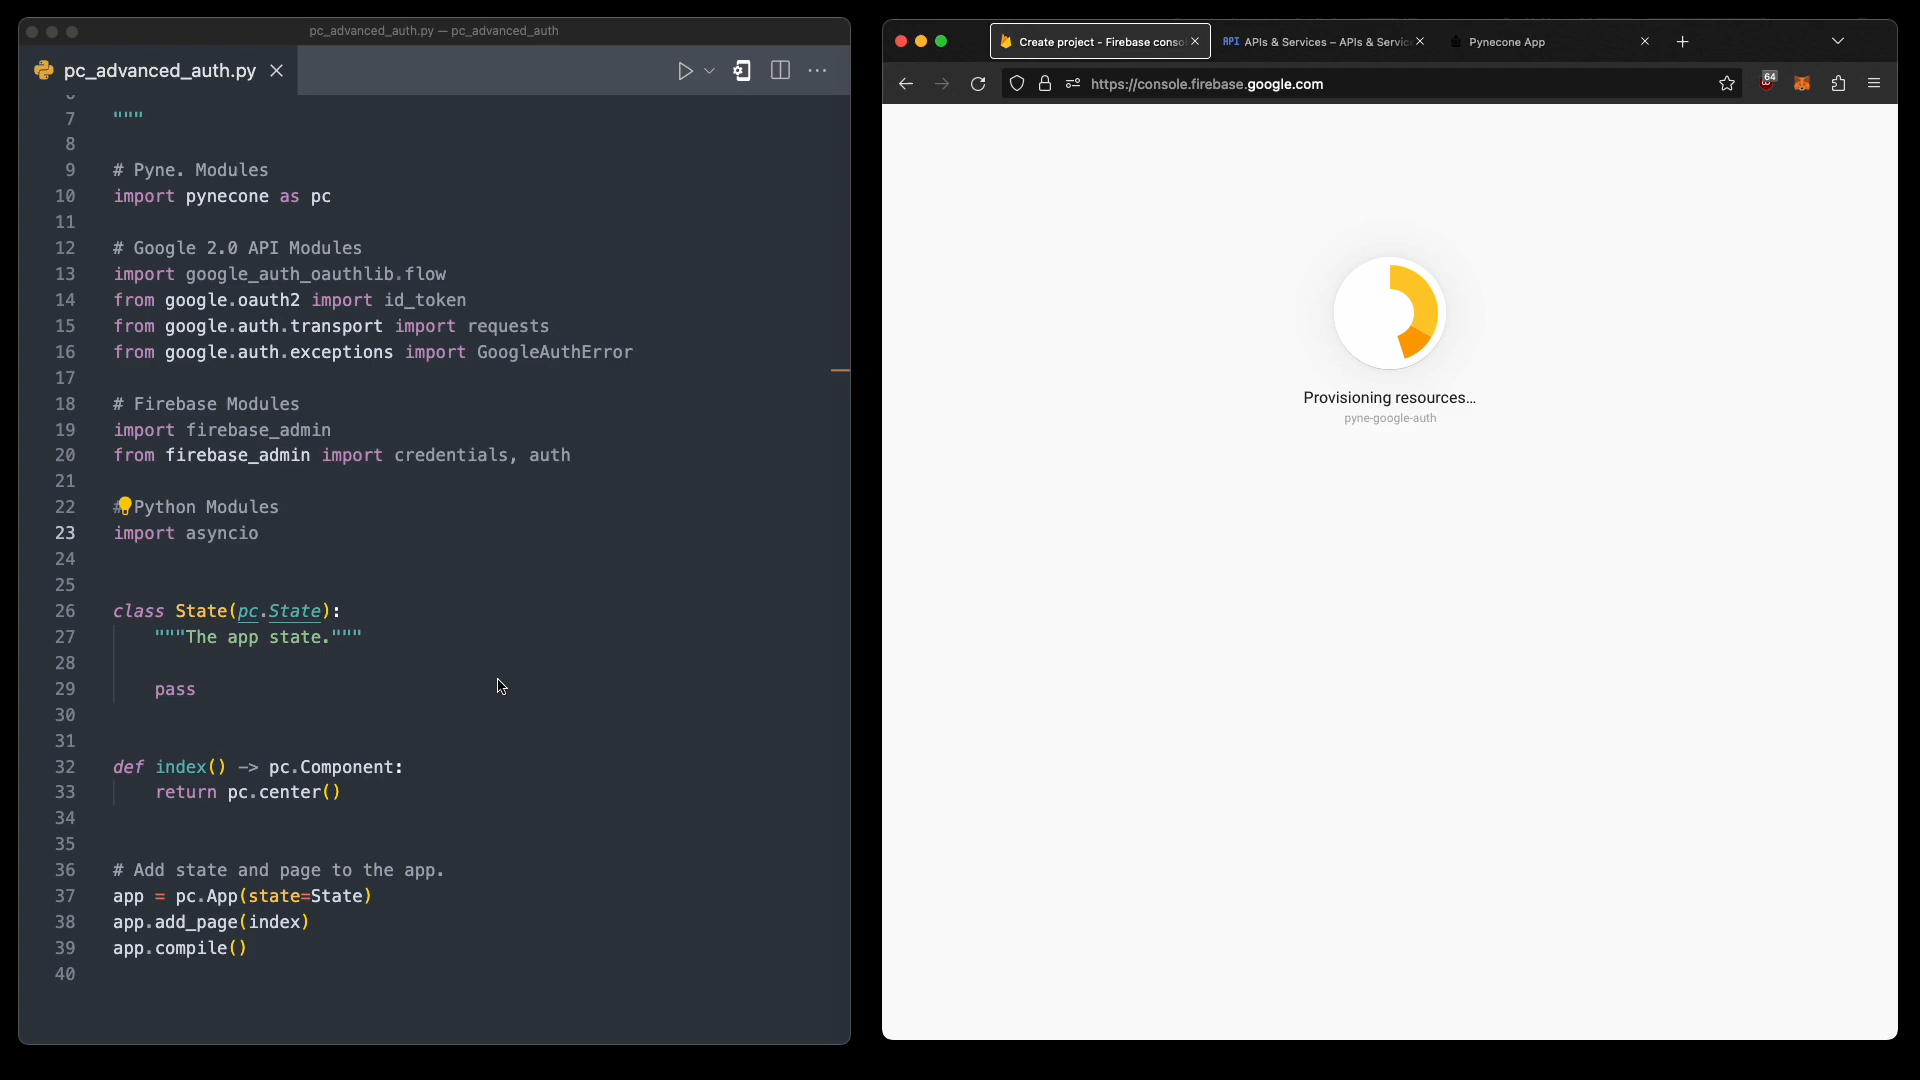 pc_advanced_auth.py — pc_advanced_auth
pc_advanced_auth.py
7 """
8
9 # Pyne. Modules
10 import pynecone as pc
11
12 # Google 2.0 API Modules
13 import google_auth_oauthlib.flow
14 from google.oauth2 import id_token
15 from google.auth.transport import requests
16 from google.auth.exceptions import GoogleAuthError
17
18 # Firebase Modules
19 import firebase_admin
20 from firebase_admin import credentials, auth
21
22 # Python Modules
23 import asyncio
24
25
26 class State(pc.State):
27 """The app state."""
28
29 pass
30
31
32 def index() -> pc.Component:
33 return pc.center()
34
35
36 # Add state and page to the app.
37 app = pc.App(state=State)
38 app.add_page(index)
39 app.compile()
40
Create project - Firebase conso
API APIs & Services – APIs & Servic
Pynecone App
https://console.firebase.google.com
64
Provisioning resources...
pyne-google-auth